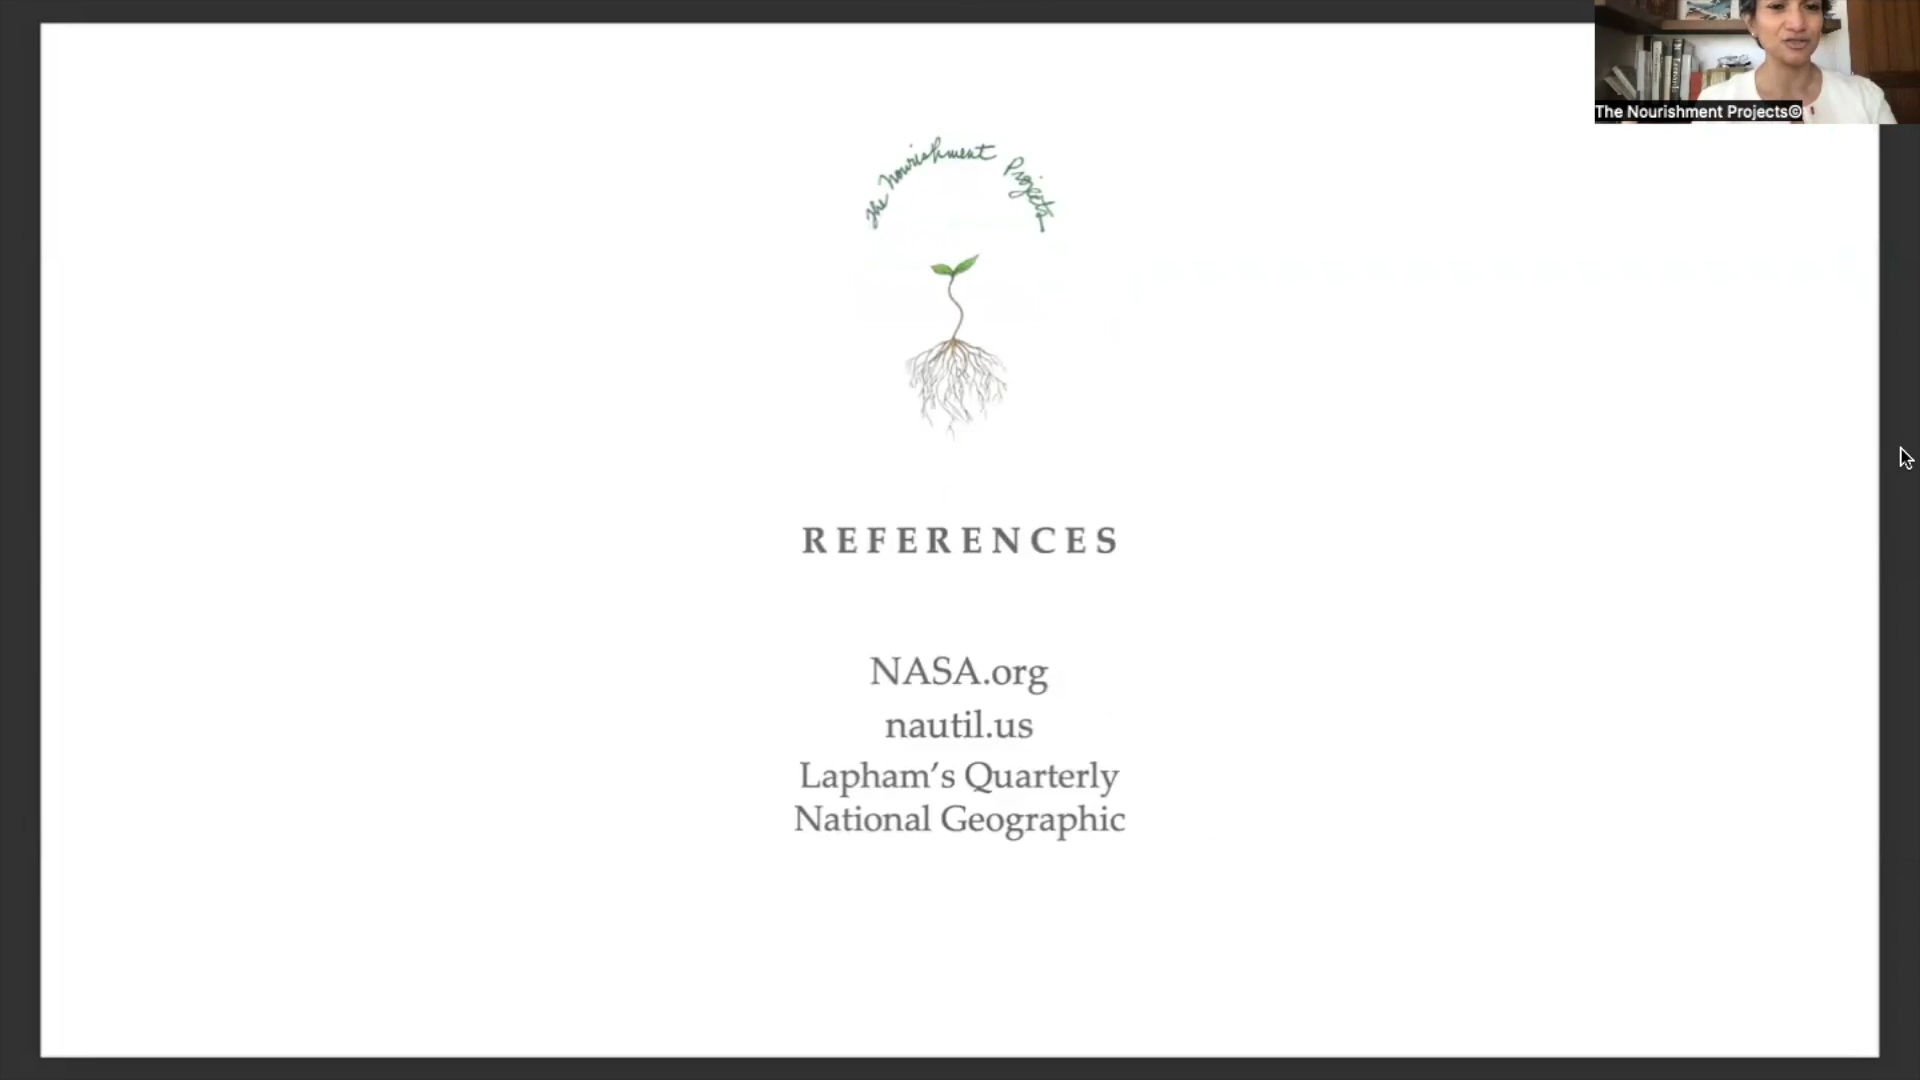 The Nourishment Projects©
The Nourishment Projects
REFERENCES
NASA.org
nautil.us
Lapham’s Quarterly
National Geographic